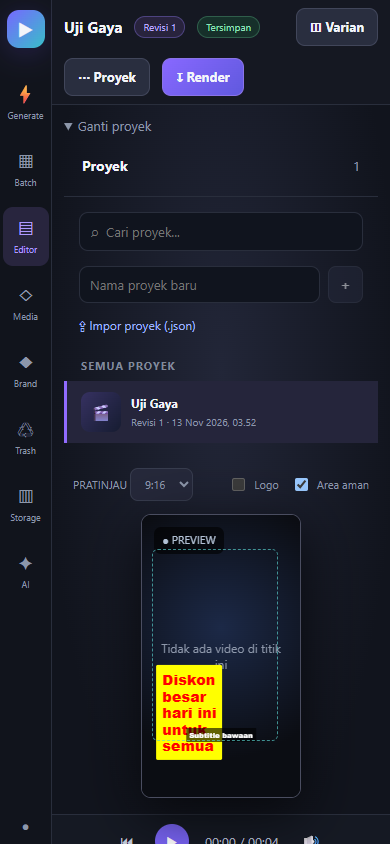 Uji Gaya
Revisi 1
Tersimpan
Varian
Proyek
Render
Generate
Batch
Editor
Media
Brand
Trash
Storage
AI
Ganti proyek
Proyek
1
Cari proyek...
Nama proyek baru
+
Impor proyek (.json)
SEMUA PROYEK
Uji Gaya
Revisi 1 · 13 Nov 2026, 03.52
PRATINJAU
9:16
Logo
Area aman
PREVIEW
Tidak ada video di titik
ini
Diskon
besar
hari ini
untuk
semua
Subtitle bawaan
00:00 / 00:04